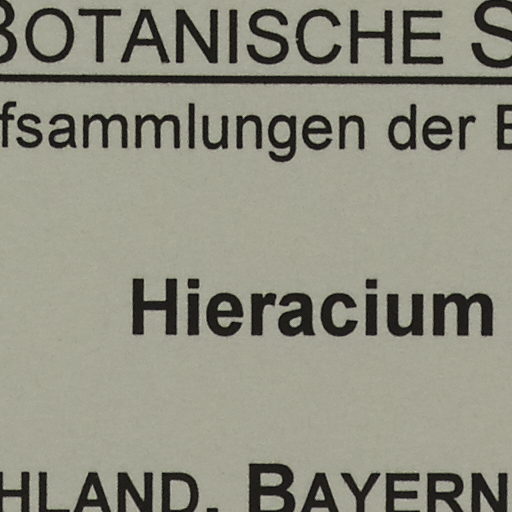 BOTANISCHE S
fsammlungen der B
Hieracium
HLAND, BAYERN